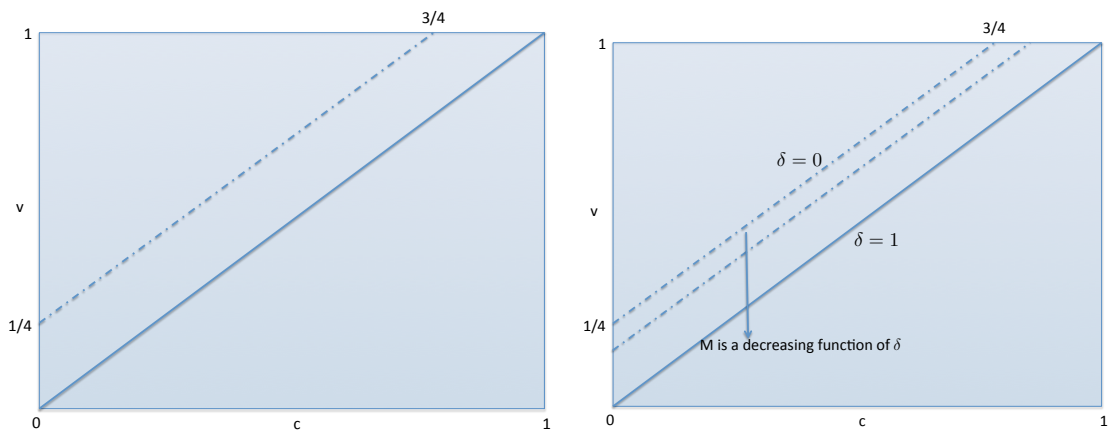 3/4
1
v
1/4
0
c
1
3/4
1
δ = 0
v
δ = 1
1/4
M is a decreasing function of δ
0
c
1